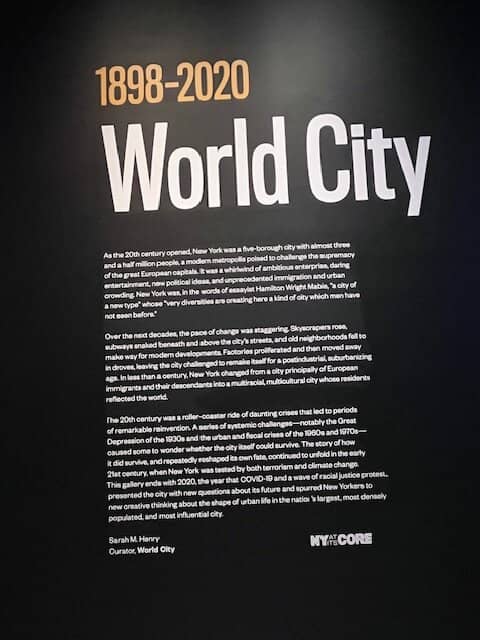 1898-2020
World City
As the 20th century opened, New York was a five-borough city with almost three
and a half million people, a modern metropolis poised to challenge the supremacy
of the great European capitals. It was a whirlwind of ambitious enterprise, daring
entertainment, new political ideas, and unprecedented immigration and urban
crowding. New York was, in the words of essayist Hamilton Wright Mabie, "a city of
a new type" whose "very diversities are creating here a kind of city which men have
not seen before."
Over the next decades, the pace of change was staggering. Skyscrapers rose,
subways snaked beneath and above the city's streets, and old neighborhoods fell to
make way for modern developments. Factories proliferated and then moved away
in droves, leaving the city challenged to remake itself for a postindustrial, suburbanizing
age. In less than a century, New York changed from a city principally of European
immigrants and their descendants into a multiracial, multicultural city whose residents
reflected the world.
The 20th century was a roller-coaster ride of daunting crises that led to periods
of remarkable reinvention. A series of systemic challenges—notably the Great
Depression of the 1930s and the urban and fiscal crises of the 1960s and 1970s—
caused some to wonder whether the city itself could survive. The story of how
it did survive, and repeatedly reshaped its own fate, continued to unfold in the early
21st century, when New York was tested by both terrorism and climate change.
This gallery ends with 2020, the year that COVID-19 and a wave of racial justice protest
presented the city with new questions about its future and spurred New Yorkers to
new creative thinking about the shape of urban life in the nation's largest, most densely
populated, and most influential city.
Sarah M. Henry
Curator, World City
NY AT ITS CORE